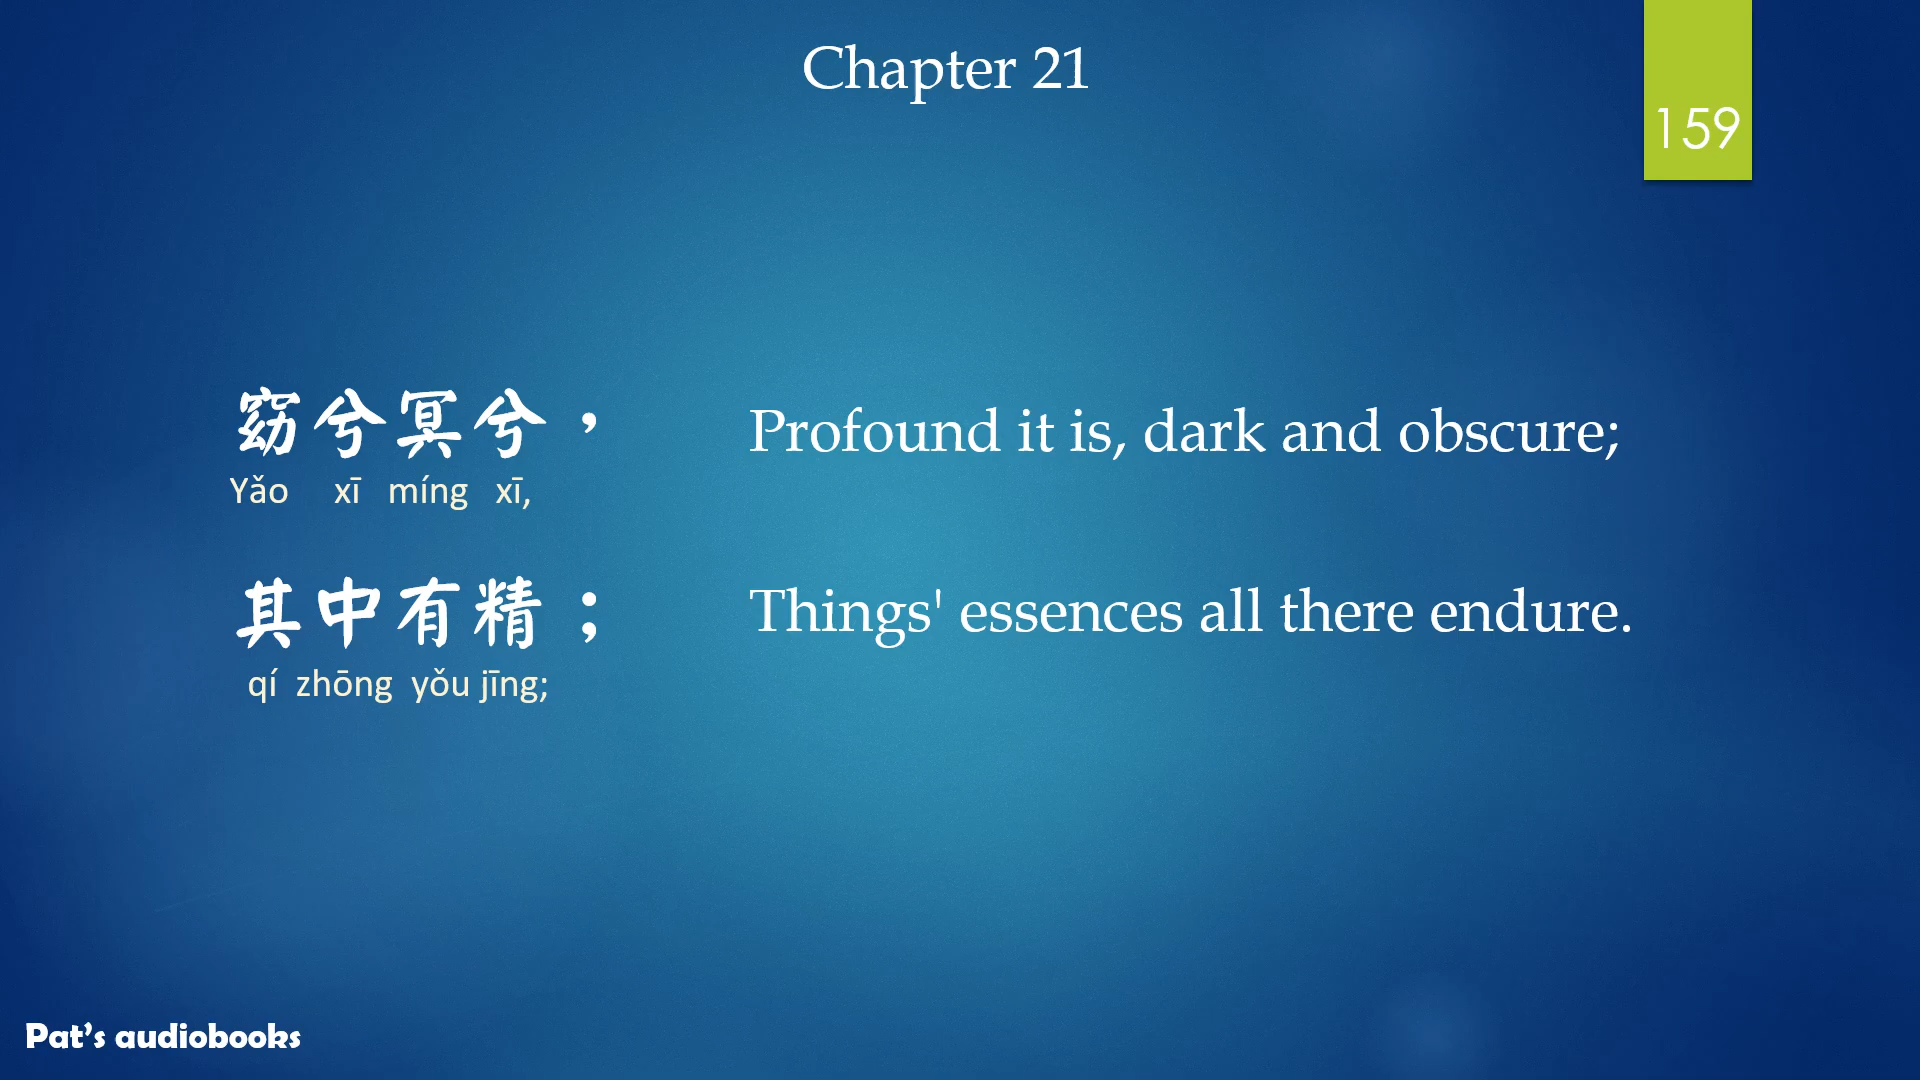 Chapter 21
159
窈兮冥兮，
Yǎo xī míng xī,
Profound it is, dark and obscure;
其中有精；
qí zhōng yǒu jīng;
Things' essences all there endure.
Pat’s audiobooks